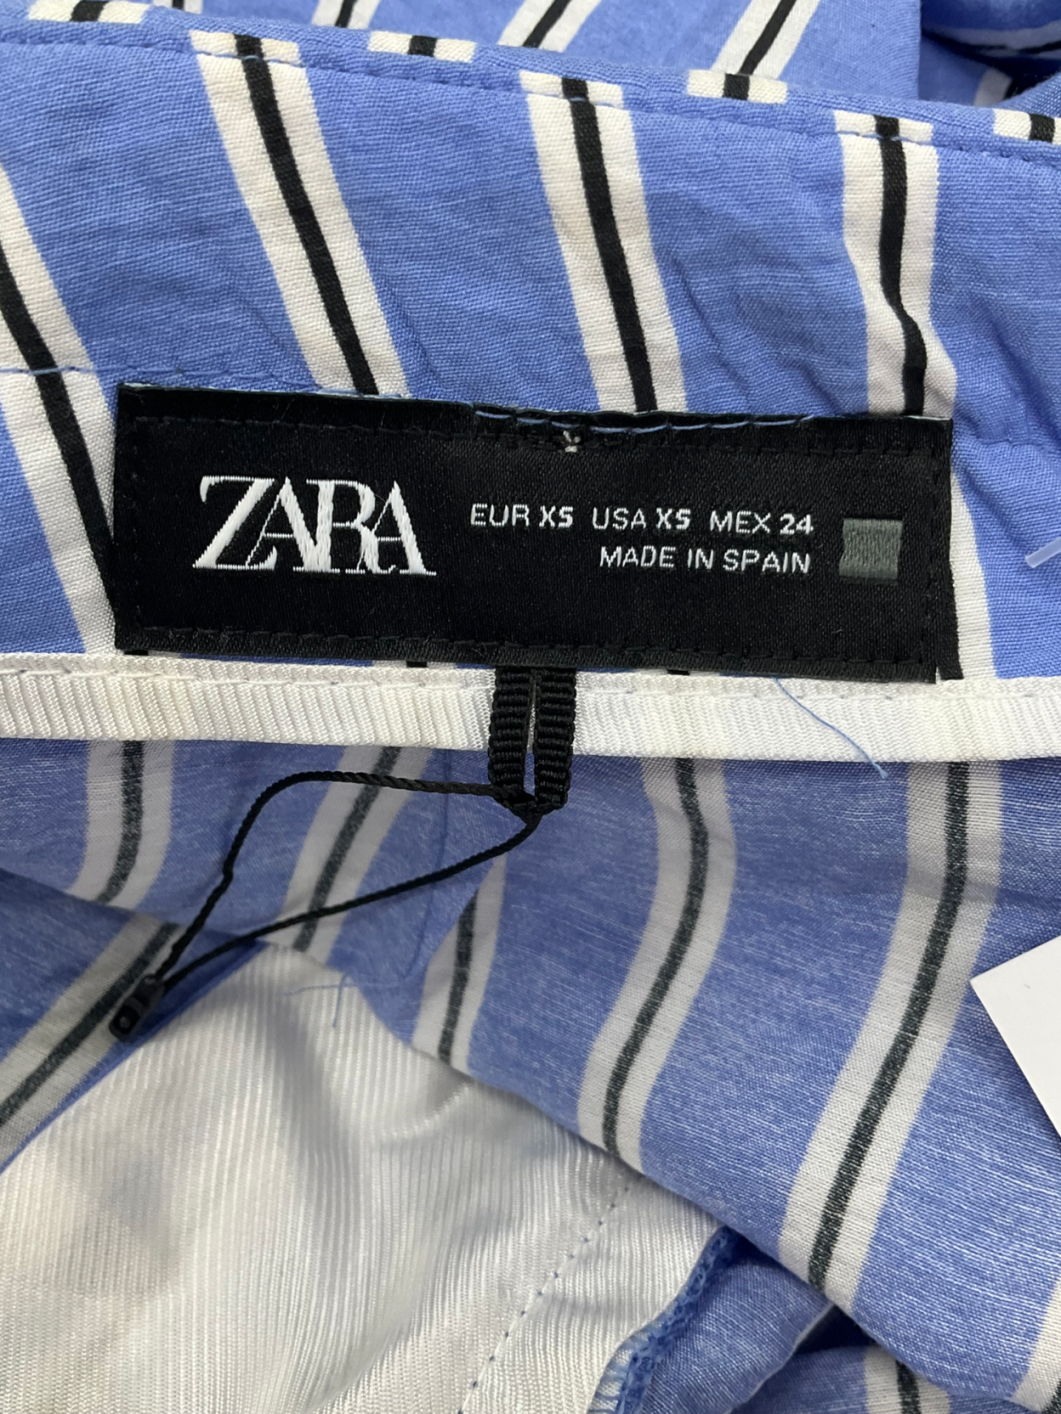 ZARA
EUR XS USA XS MEX 24
MADE IN SPAIN